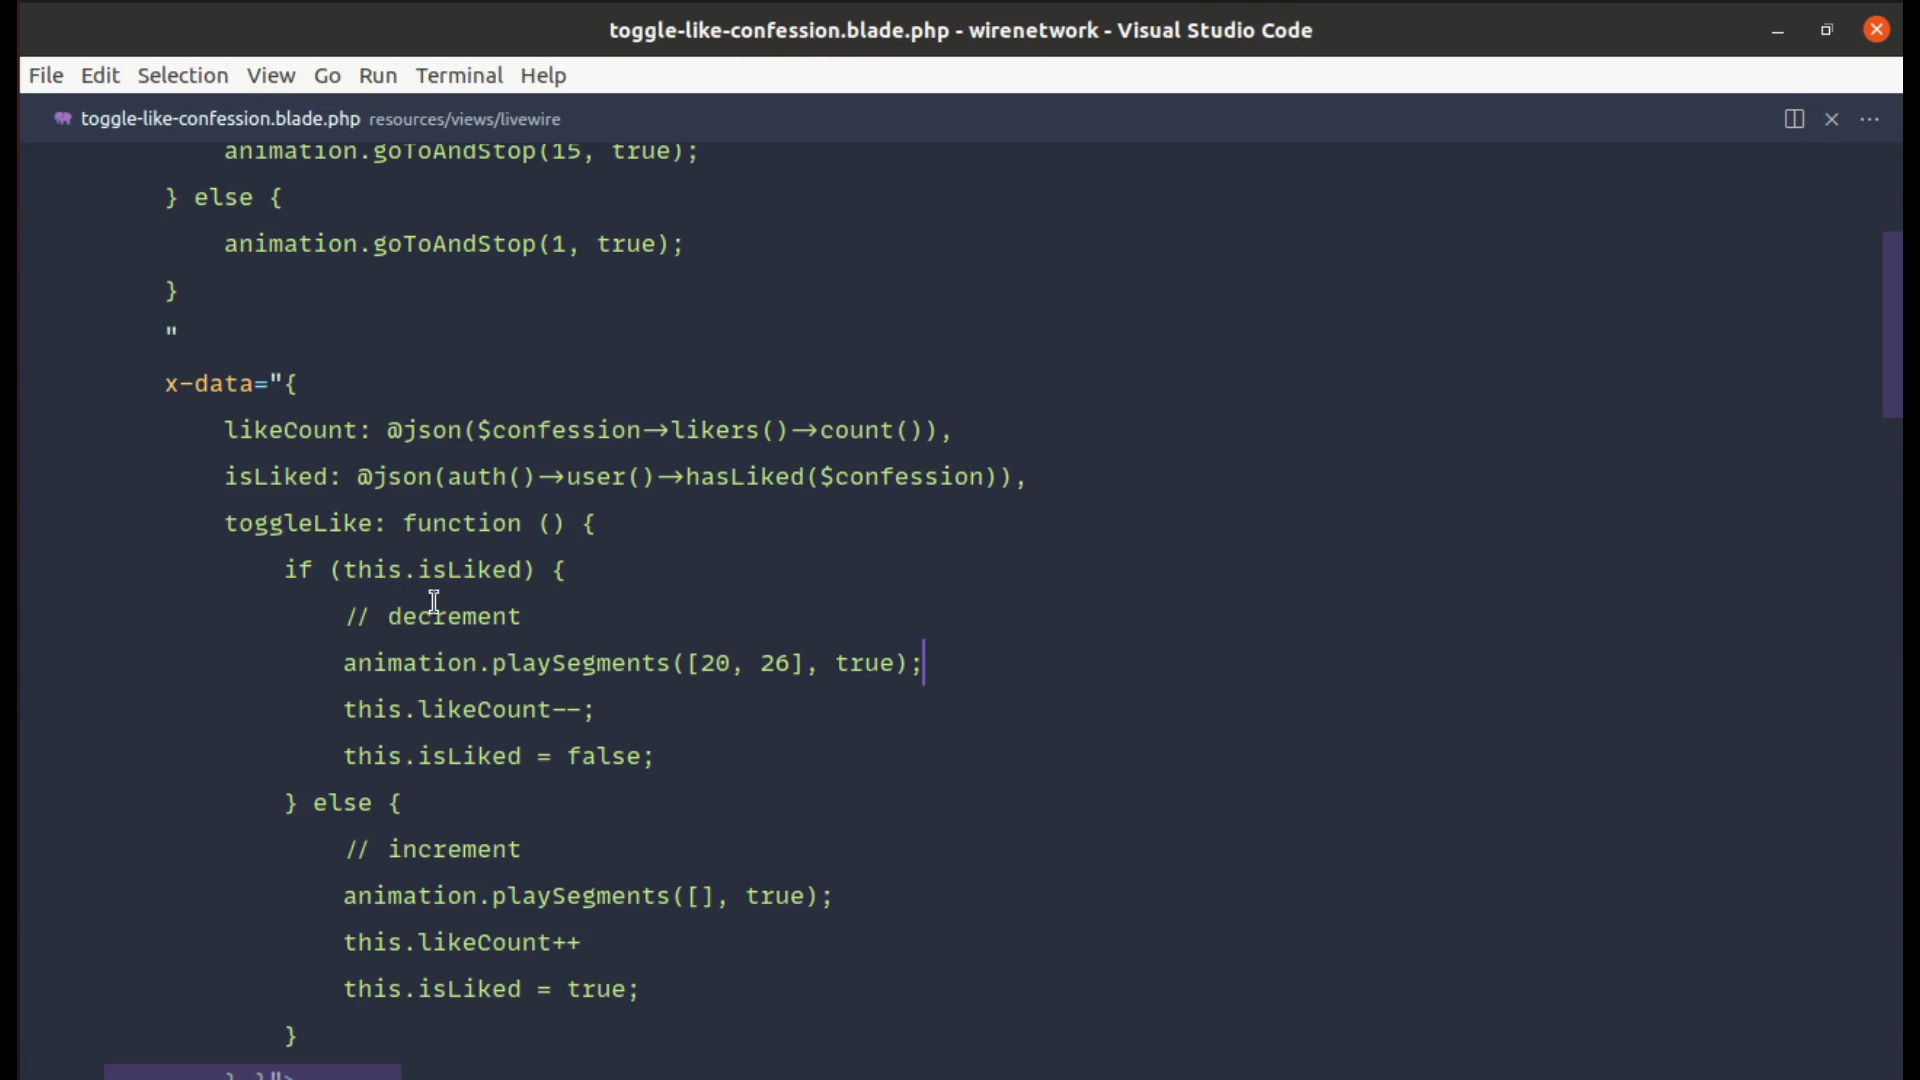 toggle-like-confession.blade.php - wirenetwork - Visual Studio Code
File Edit Selection View Go Run Terminal Help
toggle-like-confession.blade.php resources/views/livewire
animation.goToAndStop(15, true);
} else {
animation.goToAndStop(1, true);
}
"
x-data="{
likeCount: @json($confession->likers()->count()),
isLiked: @json(auth()->user()->hasLiked($confession)),
toggleLike: function () {
if (this.isLiked) {
// decrement
animation.playSegments([20, 26], true);
this.likeCount--;
this.isLiked = false;
} else {
// increment
animation.playSegments([], true);
this.likeCount++
this.isLiked = true;
}
} }">